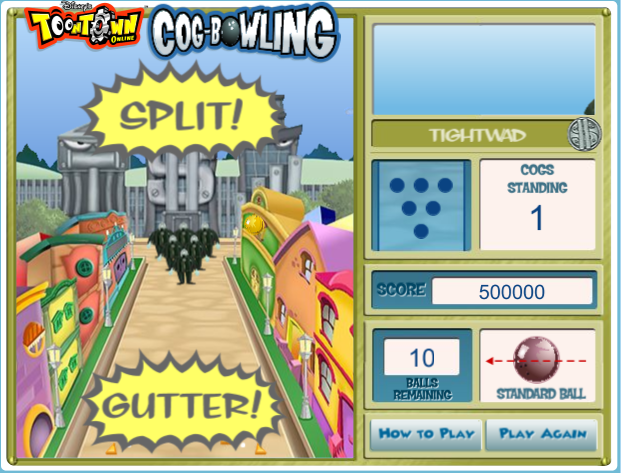 Disney's
TOONTOWN
ONLINE
COG-BOWLING
SPLIT!
GUTTER!
TIGHTWAD
COGS
STANDING
1
SCORE 500000
10
BALLS
REMAINING
STANDARD BALL
HOW TO PLAY
PLAY AGAIN